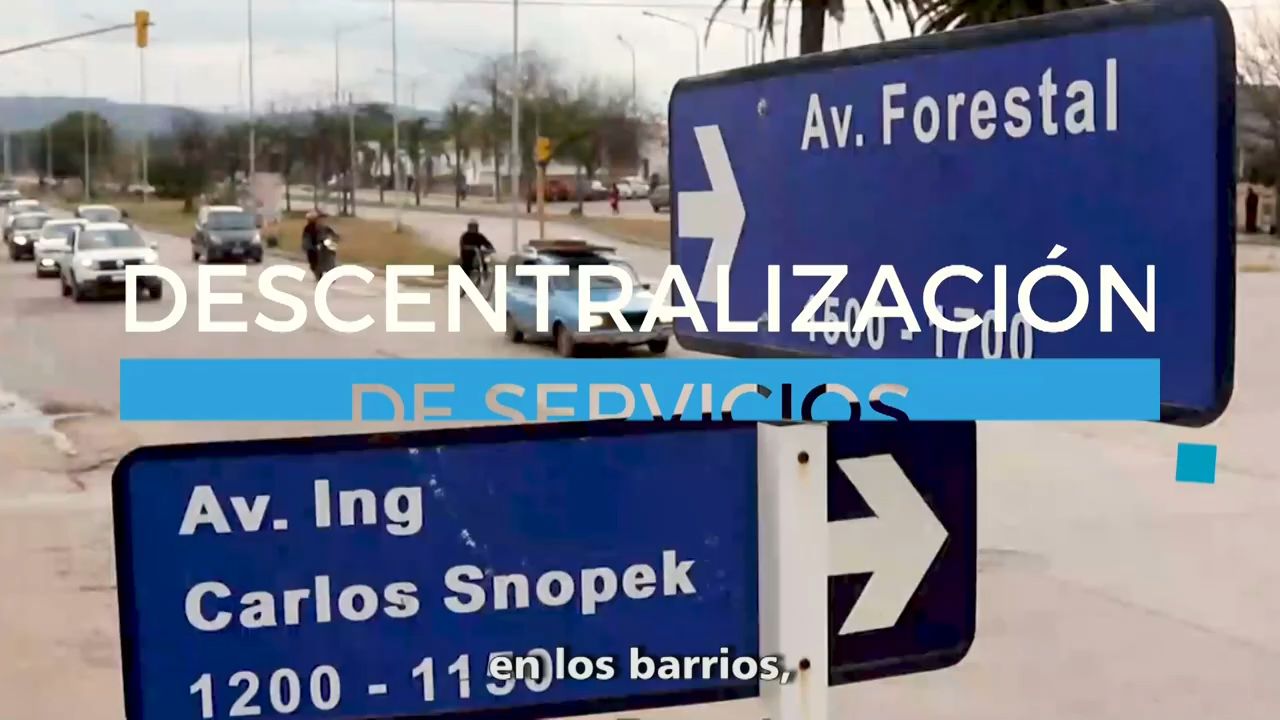 Av. Forestal
1500 - 1700
DESCENTRALIZACIÓN
DE SERVICIOS
Av. Ing
Carlos Snopek
1200 - 1150
en los barrios,